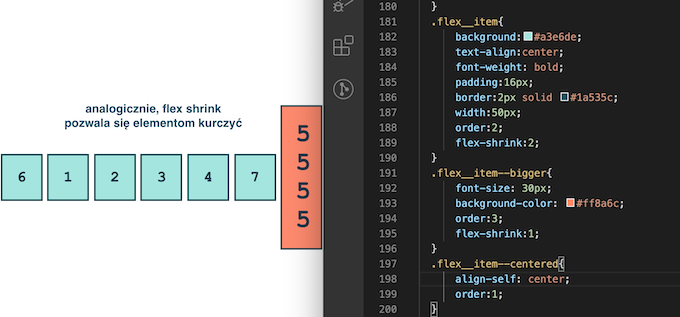 analogicznie, flex shrink
pozwala się elementom kurczyć
6 1 2 3 4 7
5
5
5
5
180 }
181 .flex__item{
182 background:#a3e6de;
183 text-align:center;
184 font-weight: bold;
185 padding:16px;
186 border:2px solid #1a535c;
187 width:50px;
188 order:2;
189 flex-shrink:2;
190 }
191 .flex__item--bigger{
192 font-size: 30px;
193 background-color: #ff8a6c;
194 order:3;
195 flex-shrink:1;
196 }
197 .flex__item--centered{
198 align-self: center;
199 order:1;
200 }